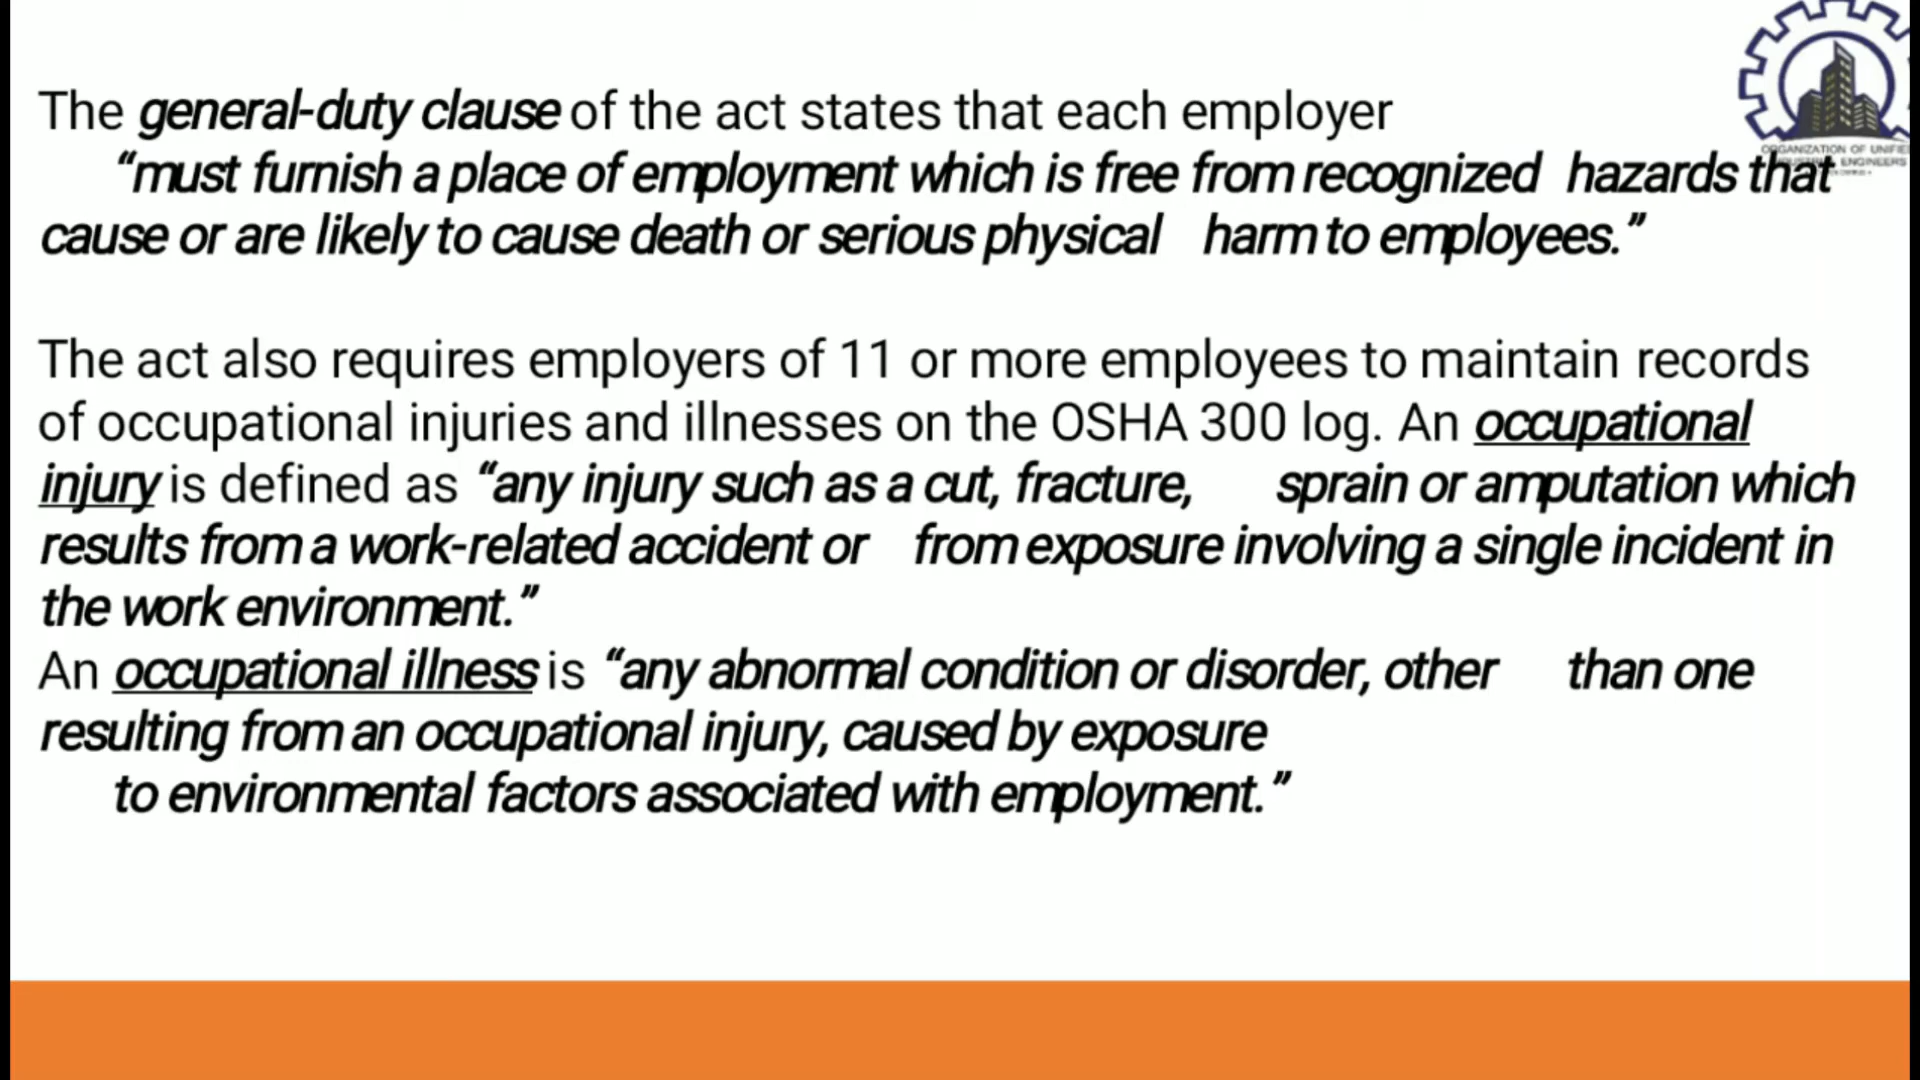 The general-duty clause of the act states that each employer
“must furnish a place of employment which is free from recognized hazards that
cause or are likely to cause death or serious physical harm to employees.”
The act also requires employers of 11 or more employees to maintain records
of occupational injuries and illnesses on the OSHA 300 log. An occupational
injury is defined as “any injury such as a cut, fracture, sprain or amputation which
results from a work-related accident or from exposure involving a single incident in
the work environment.”
An occupational illness is “any abnormal condition or disorder, other than one
resulting from an occupational injury, caused by exposure
to environmental factors associated with employment.”
ORGANIZATION OF
ENGINEERS